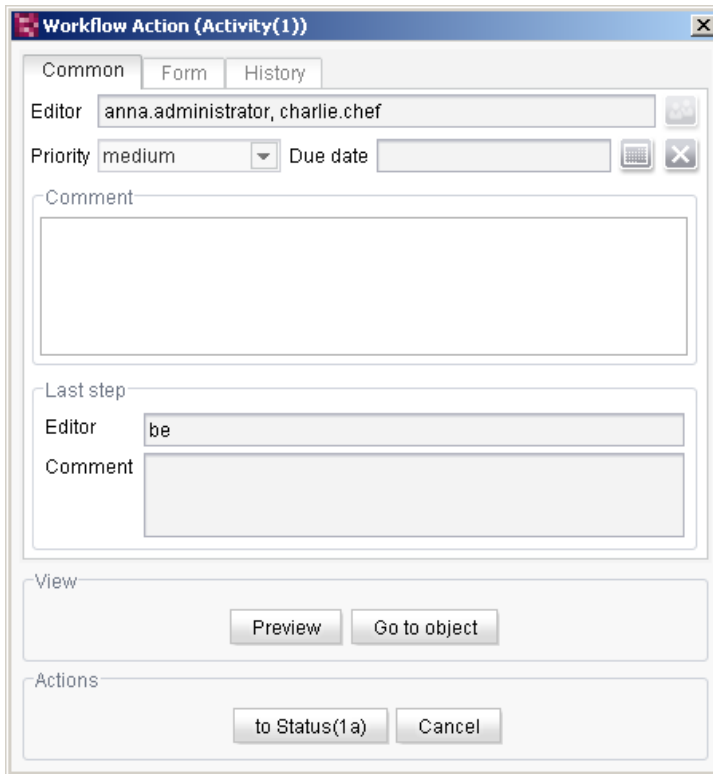 Workflow Action (Activity(1))
Common Form History
Editor anna.administrator, charlie.chef
Priority medium Due date
Comment
Last step
Editor be
Comment
View
Preview Go to object
Actions
to Status(1a) Cancel